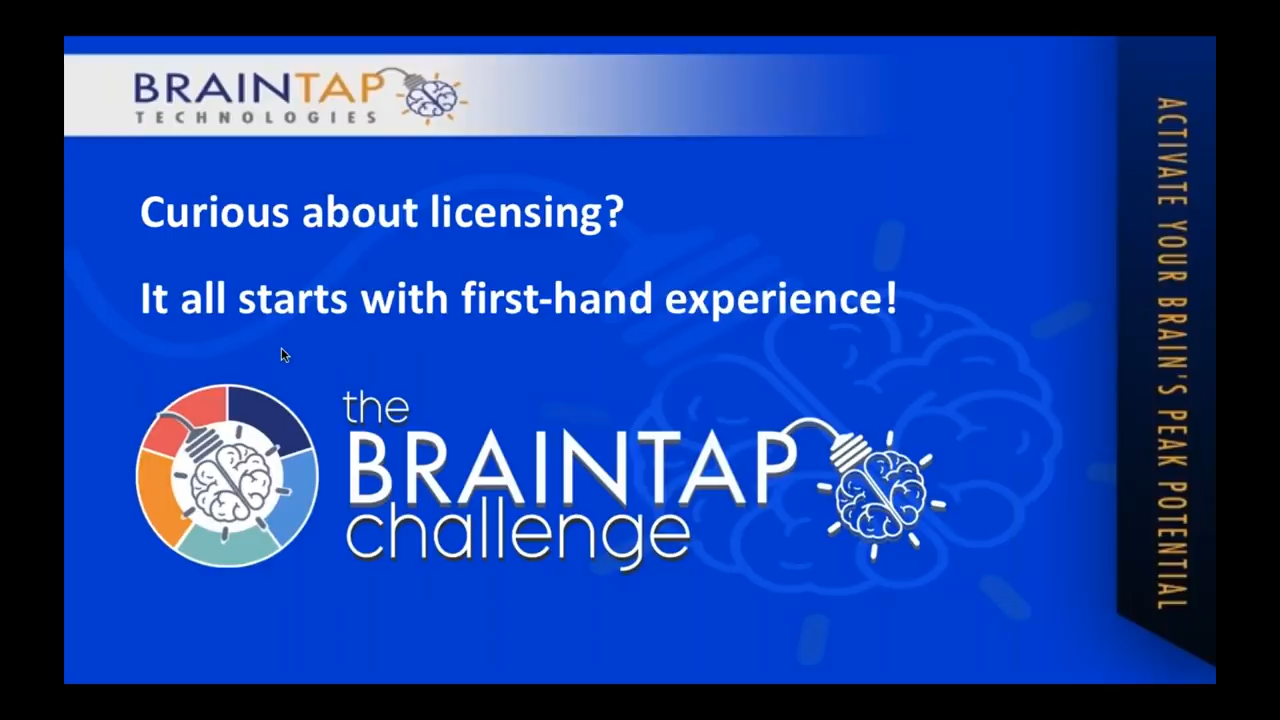 BRAINTAP
TECHNOLOGIES
Curious about licensing?
It all starts with first-hand experience!
the
BRAINTAP
challenge
ACTIVATE YOUR BRAIN'S PEAK POTENTIAL